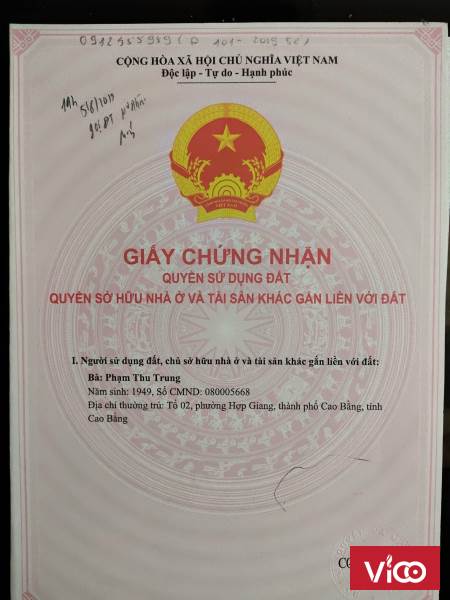 CỘNG HÒA XÃ HỘI CHỦ NGHĨA VIỆT NAM
Độc lập - Tự do - Hạnh phúc
VIỆT NAM
GIẤY CHỨNG NHẬN
QUYỀN SỬ DỤNG ĐẤT
QUYỀN SỞ HỮU NHÀ Ở VÀ TÀI SẢN KHÁC GẮN LIỀN VỚI ĐẤT
I. Người sử dụng đất, chủ sở hữu nhà ở và tài sản khác gắn liền với đất:
Bà: Phạm Thu Trung
Năm sinh: 1949, Số CMND: 080005668
Địa chỉ thường trú: Tổ 02, phường Hợp Giang, thành phố Cao Bằng, tỉnh
Cao Bằng
Vico